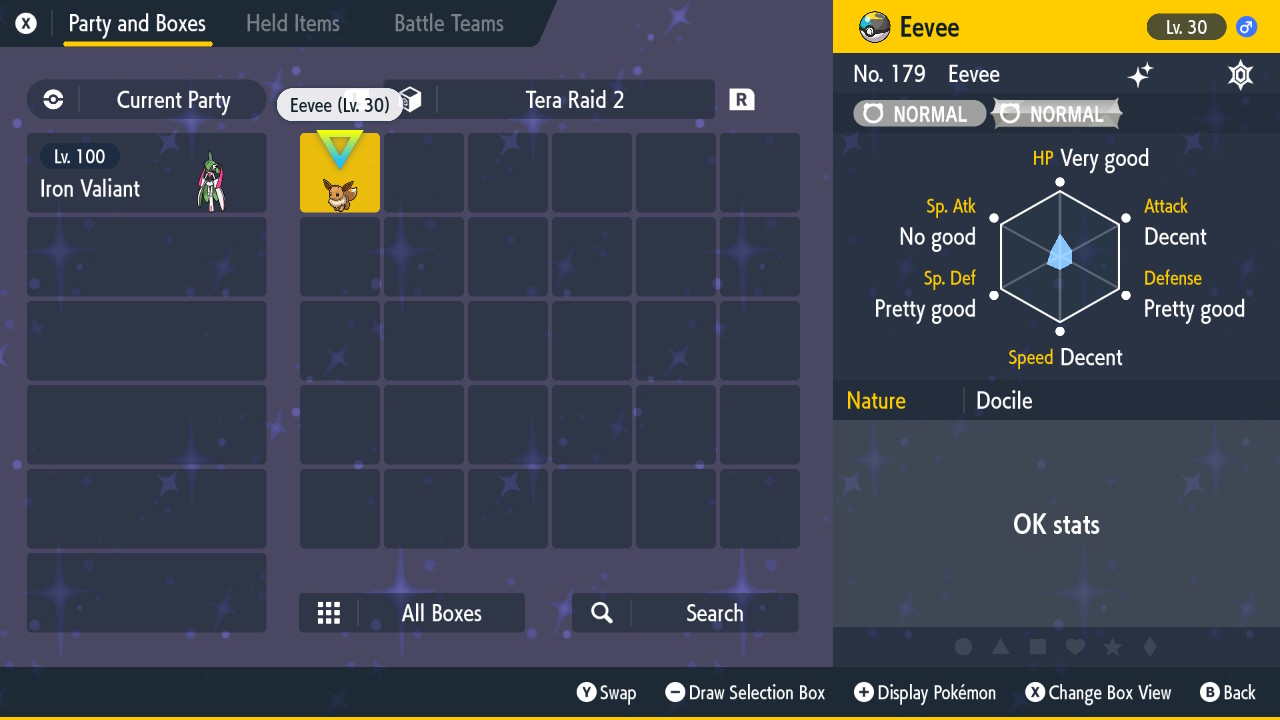 X Party and Boxes Held Items Battle Teams
Eevee Lv. 30 ♂
No. 179 Eevee
NORMAL NORMAL
Current Party
Eevee (Lv. 30)
Tera Raid 2 R
Lv. 100
Iron Valiant
HP Very good
Sp. Atk
No good
Attack
Decent
Sp. Def
Pretty good
Defense
Pretty good
Speed Decent
Nature Docile
OK stats
All Boxes Search
Y Swap - Draw Selection Box + Display Pokémon X Change Box View B Back